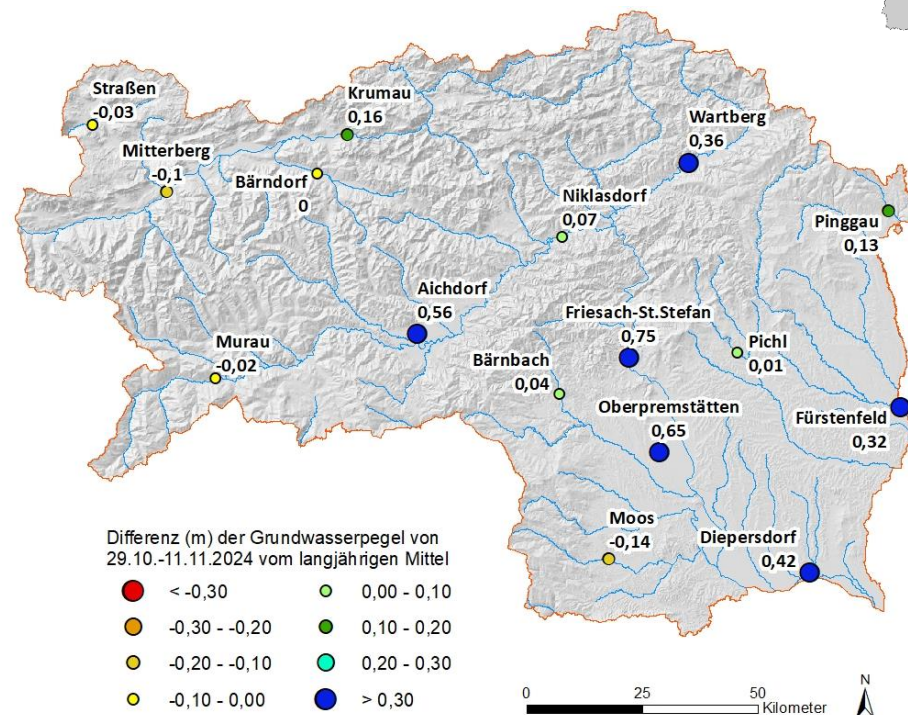 Straßen
-0,03
Krumau
0,16
Wartberg
0,36
Mitterberg
-0,1
Bärndorf
0
Niklasdorf
0,07
Pinggau
0,13
Aichdorf
0,56
Friesach-St.Stefan
0,75
Murau
-0,02
Pichl
0,01
Bärnbach
0,04
Oberpremstätten
0,65
Fürstenfeld
0,32
Moos
-0,14
Diepersdorf
0,42
Differenz (m) der Grundwasserpegel von
29.10.-11.11.2024 vom langjährigen Mittel
< -0,30
-0,30 - -0,20
-0,20 - -0,10
-0,10 - 0,00
0,00 - 0,10
0,10 - 0,20
0,20 - 0,30
> 0,30
0 25 50
Kilometer
N